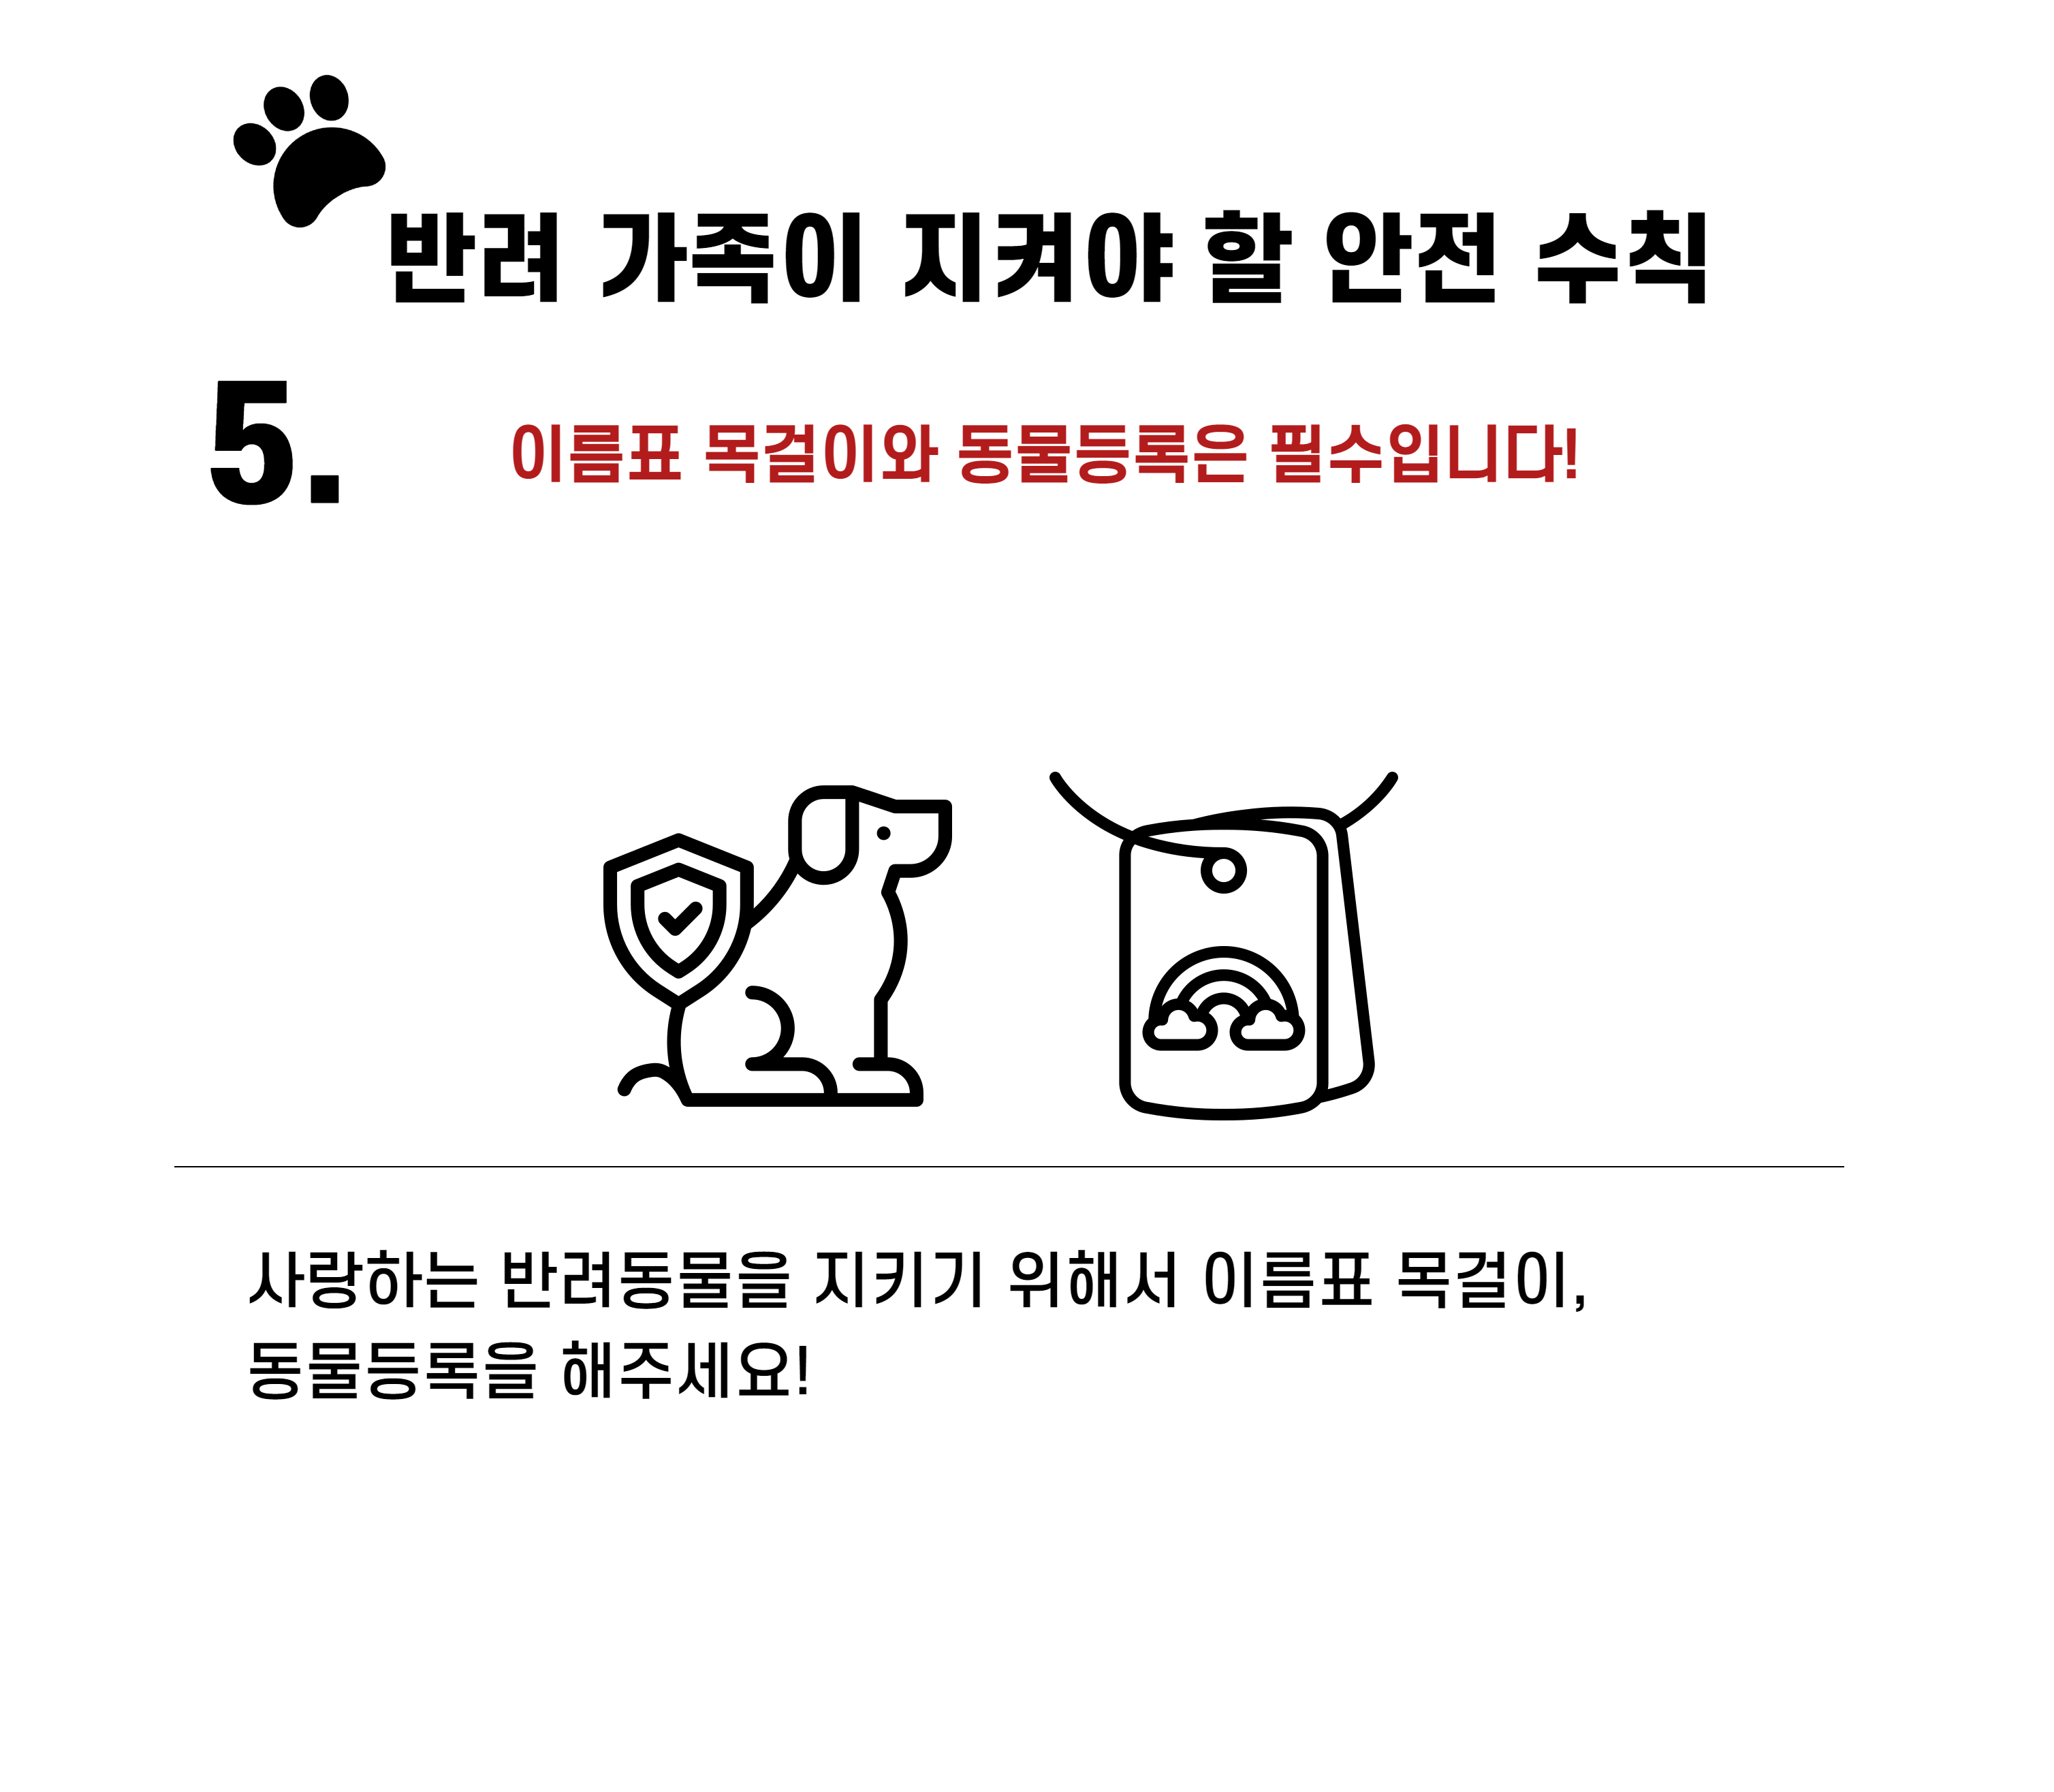 반려 가족이 지켜야 할 안전 수칙
5.
이름표 목걸이와 동물등록은 필수입니다!
사랑하는 반려동물을 지키기 위해서 이름표 목걸이,
동물등록을 해주세요!